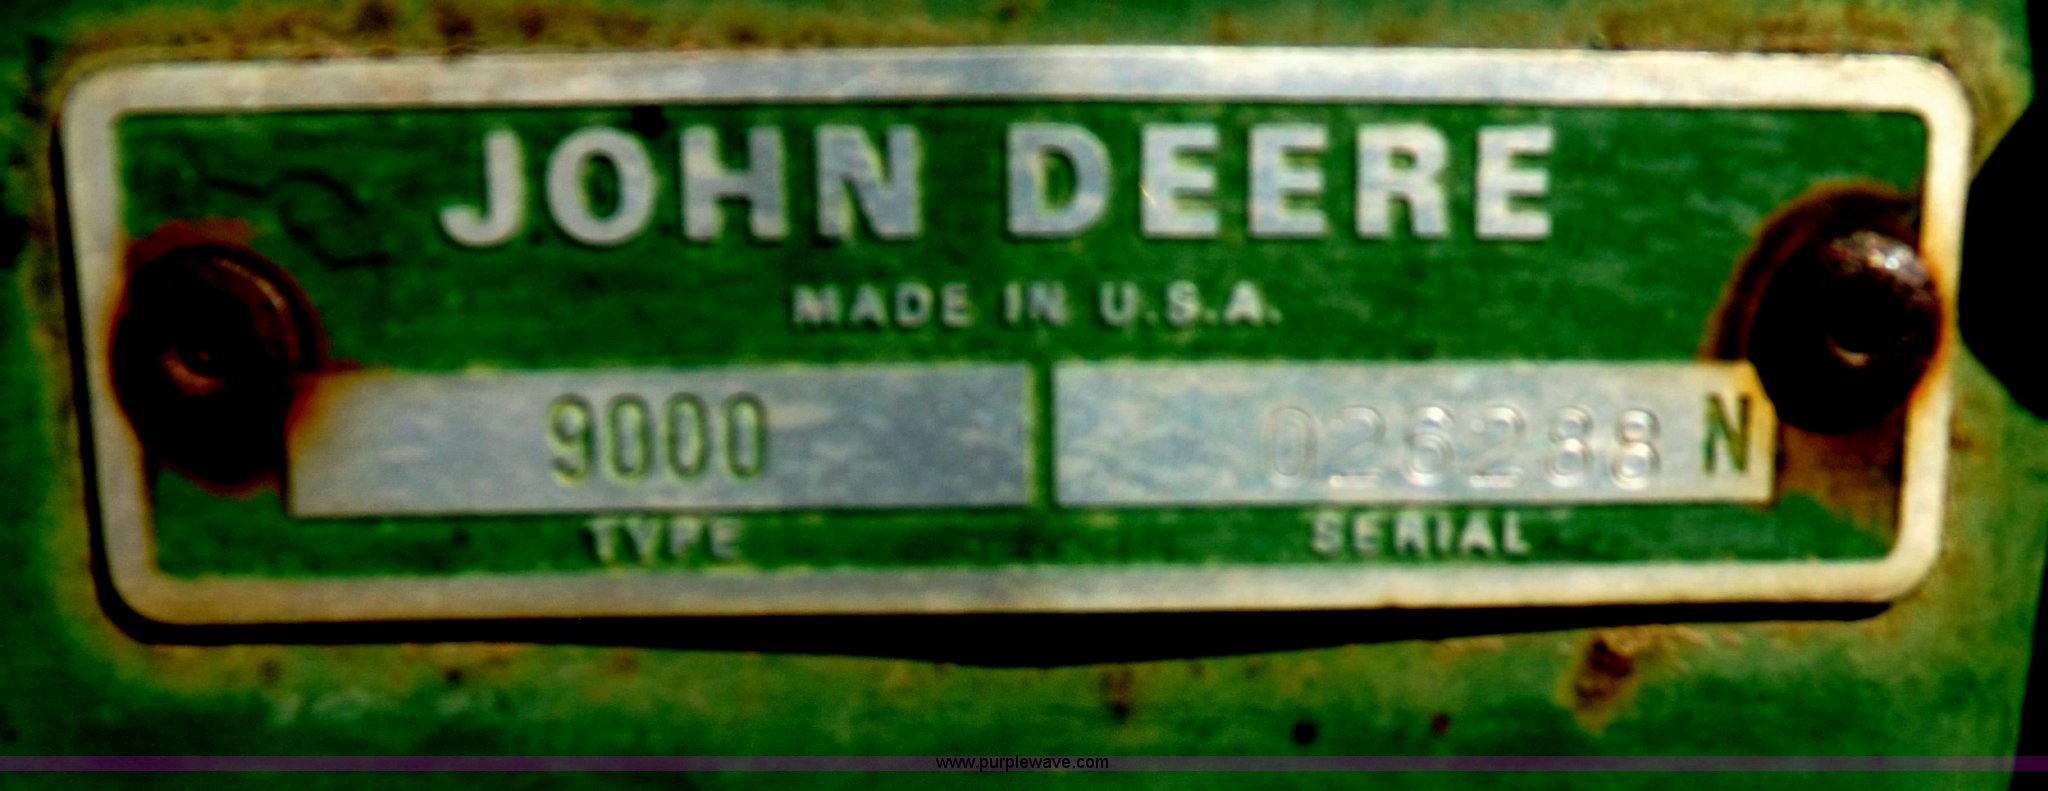 JOHN DEERE
MADE IN U.S.A.
9000 026288 N
TYPE SERIAL
www.purplewave.com